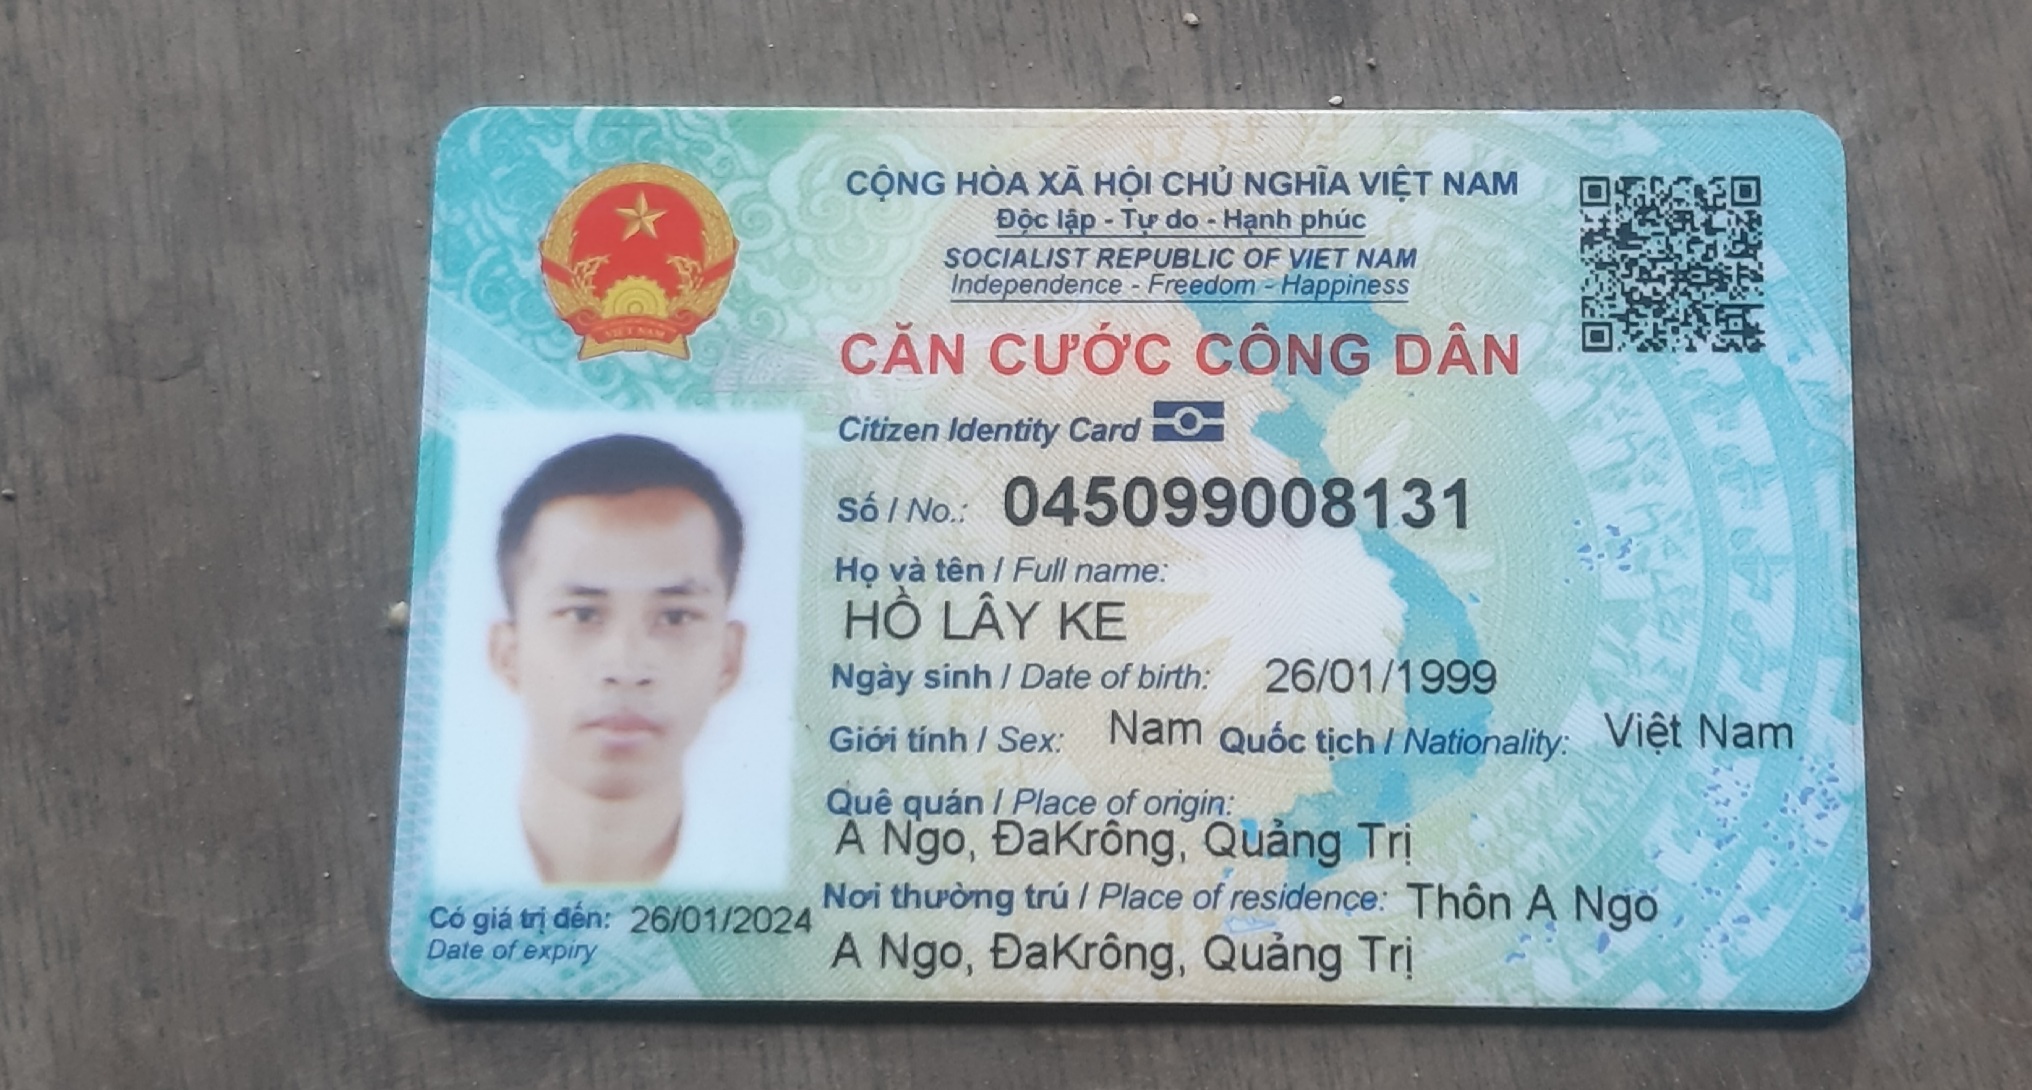 CỘNG HÒA XÃ HỘI CHỦ NGHĨA VIỆT NAM
Độc lập - Tự do - Hạnh phúc
SOCIALIST REPUBLIC OF VIET NAM
Independence - Freedom - Happiness
CĂN CƯỚC CÔNG DÂN
Citizen Identity Card
Số / No.: 045099008131
Họ và tên / Full name:
HỒ LÂY KE
Ngày sinh / Date of birth: 26/01/1999
Giới tính / Sex: Nam Quốc tịch / Nationality: Việt Nam
Quê quán / Place of origin:
A Ngo, ĐaKrông, Quảng Trị
Nơi thường trú / Place of residence: Thôn A Ngo
A Ngo, ĐaKrông, Quảng Trị
Có giá trị đến: 26/01/2024
Date of expiry
VIỆT NAM